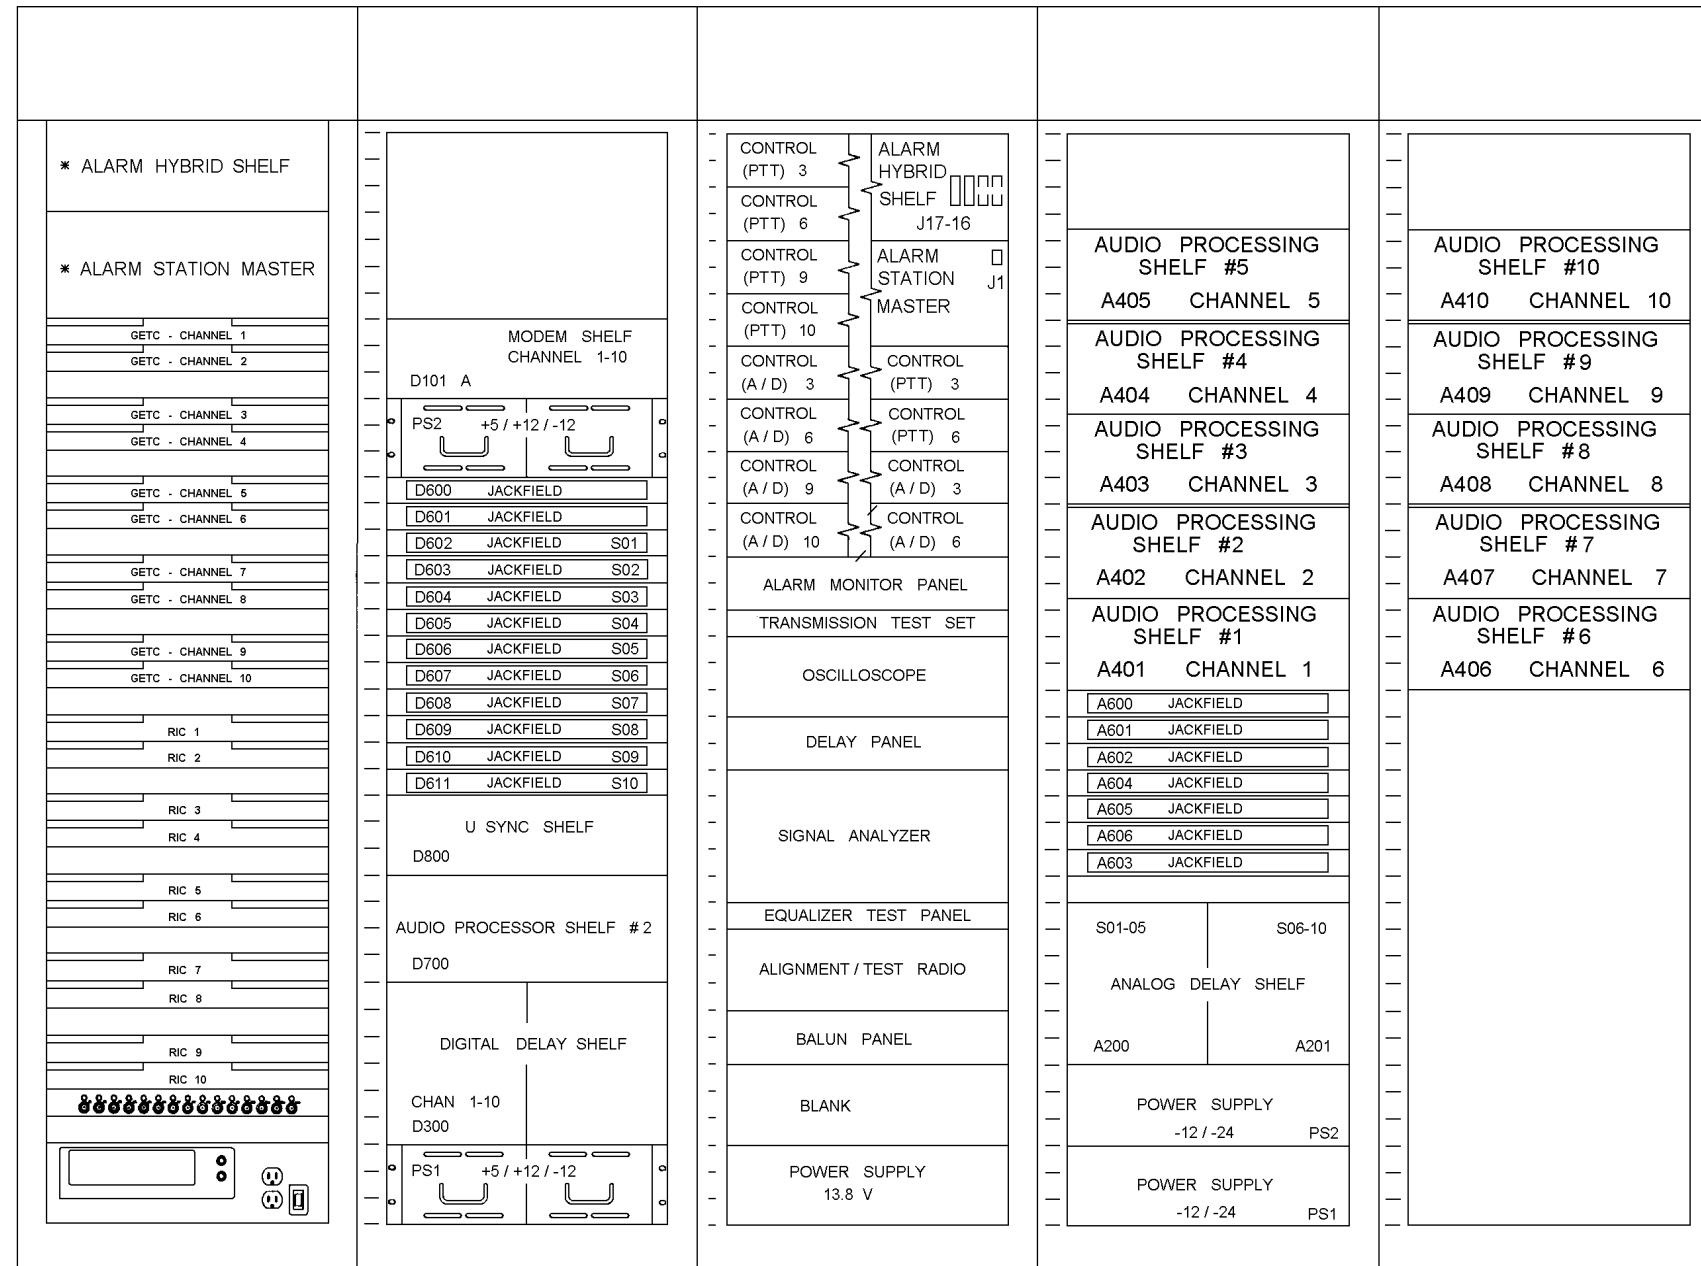 * ALARM HYBRID SHELF
* ALARM STATION MASTER
GETC - CHANNEL 1
GETC - CHANNEL 2
GETC - CHANNEL 3
GETC - CHANNEL 4
GETC - CHANNEL 5
GETC - CHANNEL 6
GETC - CHANNEL 7
GETC - CHANNEL 8
GETC - CHANNEL 9
GETC - CHANNEL 10
RIC 1
RIC 2
RIC 3
RIC 4
RIC 5
RIC 6
RIC 7
RIC 8
RIC 9
RIC 10
MODEM SHELF
CHANNEL 1-10
D101 A
PS2 +5 / +12 / -12
D600 JACKFIELD
D601 JACKFIELD
D602 JACKFIELD S01
D603 JACKFIELD S02
D604 JACKFIELD S03
D605 JACKFIELD S04
D606 JACKFIELD S05
D607 JACKFIELD S06
D608 JACKFIELD S07
D609 JACKFIELD S08
D610 JACKFIELD S09
D611 JACKFIELD S10
U SYNC SHELF
D800
AUDIO PROCESSOR SHELF #2
D700
DIGITAL DELAY SHELF
CHAN 1-10
D300
PS1 +5 / +12 / -12
CONTROL
(PTT) 3
CONTROL
(PTT) 6
CONTROL
(PTT) 9
CONTROL
(PTT) 10
CONTROL
(A / D) 3
CONTROL
(A / D) 6
CONTROL
(A / D) 9
CONTROL
(A / D) 10
ALARM
HYBRID
SHELF
J17-16
ALARM
STATION J1
MASTER
CONTROL
(PTT) 3
CONTROL
(PTT) 6
CONTROL
(A / D) 3
CONTROL
(A / D) 6
ALARM MONITOR PANEL
TRANSMISSION TEST SET
OSCILLOSCOPE
DELAY PANEL
SIGNAL ANALYZER
EQUALIZER TEST PANEL
ALIGNMENT / TEST RADIO
BALUN PANEL
BLANK
POWER SUPPLY
13.8 V
AUDIO PROCESSING
SHELF #5
A405 CHANNEL 5
AUDIO PROCESSING
SHELF #4
A404 CHANNEL 4
AUDIO PROCESSING
SHELF #3
A403 CHANNEL 3
AUDIO PROCESSING
SHELF #2
A402 CHANNEL 2
AUDIO PROCESSING
SHELF #1
A401 CHANNEL 1
A600 JACKFIELD
A601 JACKFIELD
A602 JACKFIELD
A604 JACKFIELD
A605 JACKFIELD
A606 JACKFIELD
A603 JACKFIELD
S01-05 S06-10
ANALOG DELAY SHELF
A200 A201
POWER SUPPLY
-12 / -24 PS2
POWER SUPPLY
-12 / -24 PS1
AUDIO PROCESSING
SHELF #10
A410 CHANNEL 10
AUDIO PROCESSING
SHELF #9
A409 CHANNEL 9
AUDIO PROCESSING
SHELF #8
A408 CHANNEL 8
AUDIO PROCESSING
SHELF #7
A407 CHANNEL 7
AUDIO PROCESSING
SHELF #6
A406 CHANNEL 6